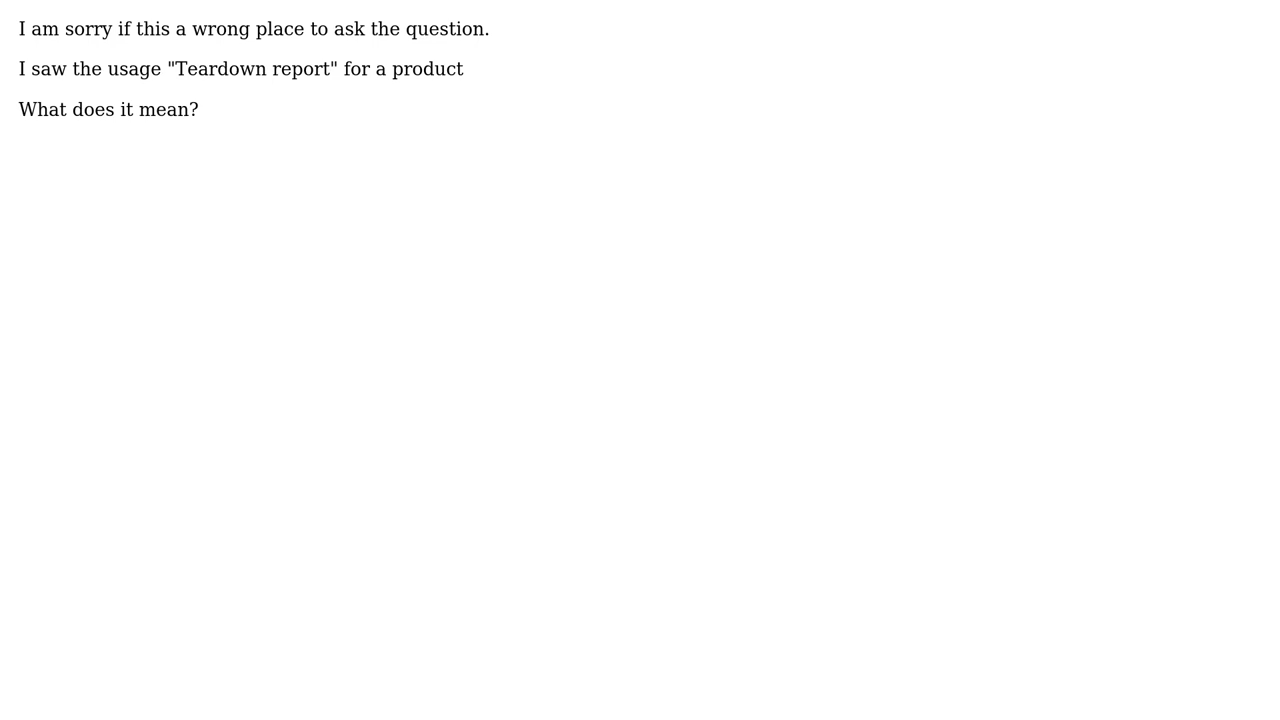 I am sorry if this a wrong place to ask the question.
I saw the usage "Teardown report" for a product
What does it mean?